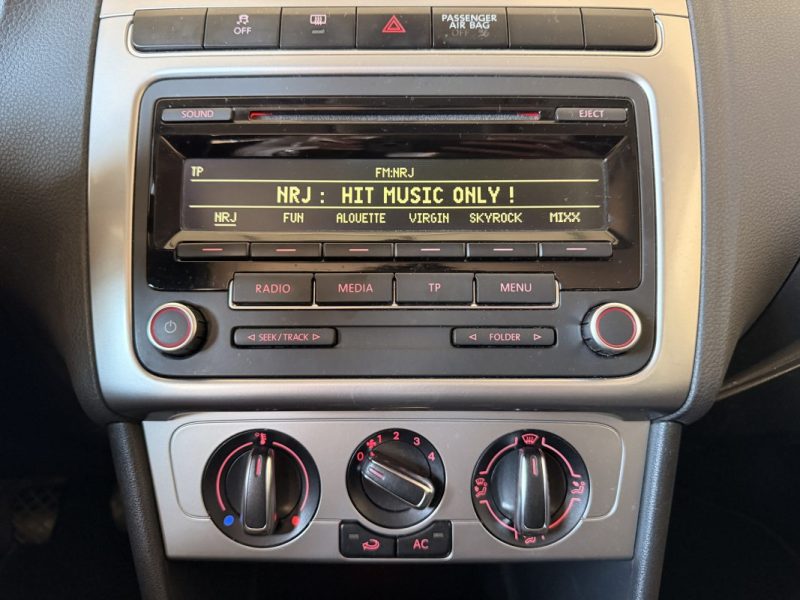 OFF
PASSENGER
AIR BAG
OFF
SOUND
EJECT
TP FM:NRJ
NRJ : HIT MUSIC ONLY !
NRJ FUN ALOUETTE VIRGIN SKYROCK MIXX
RADIO MEDIA TP MENU
SEEK/TRACK FOLDER
0 1 2 3 4
AC